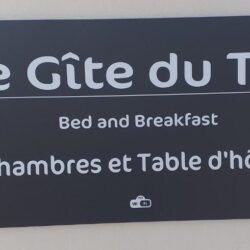 e Gîte du T
Bed and Breakfast
hambres et Table d'hô